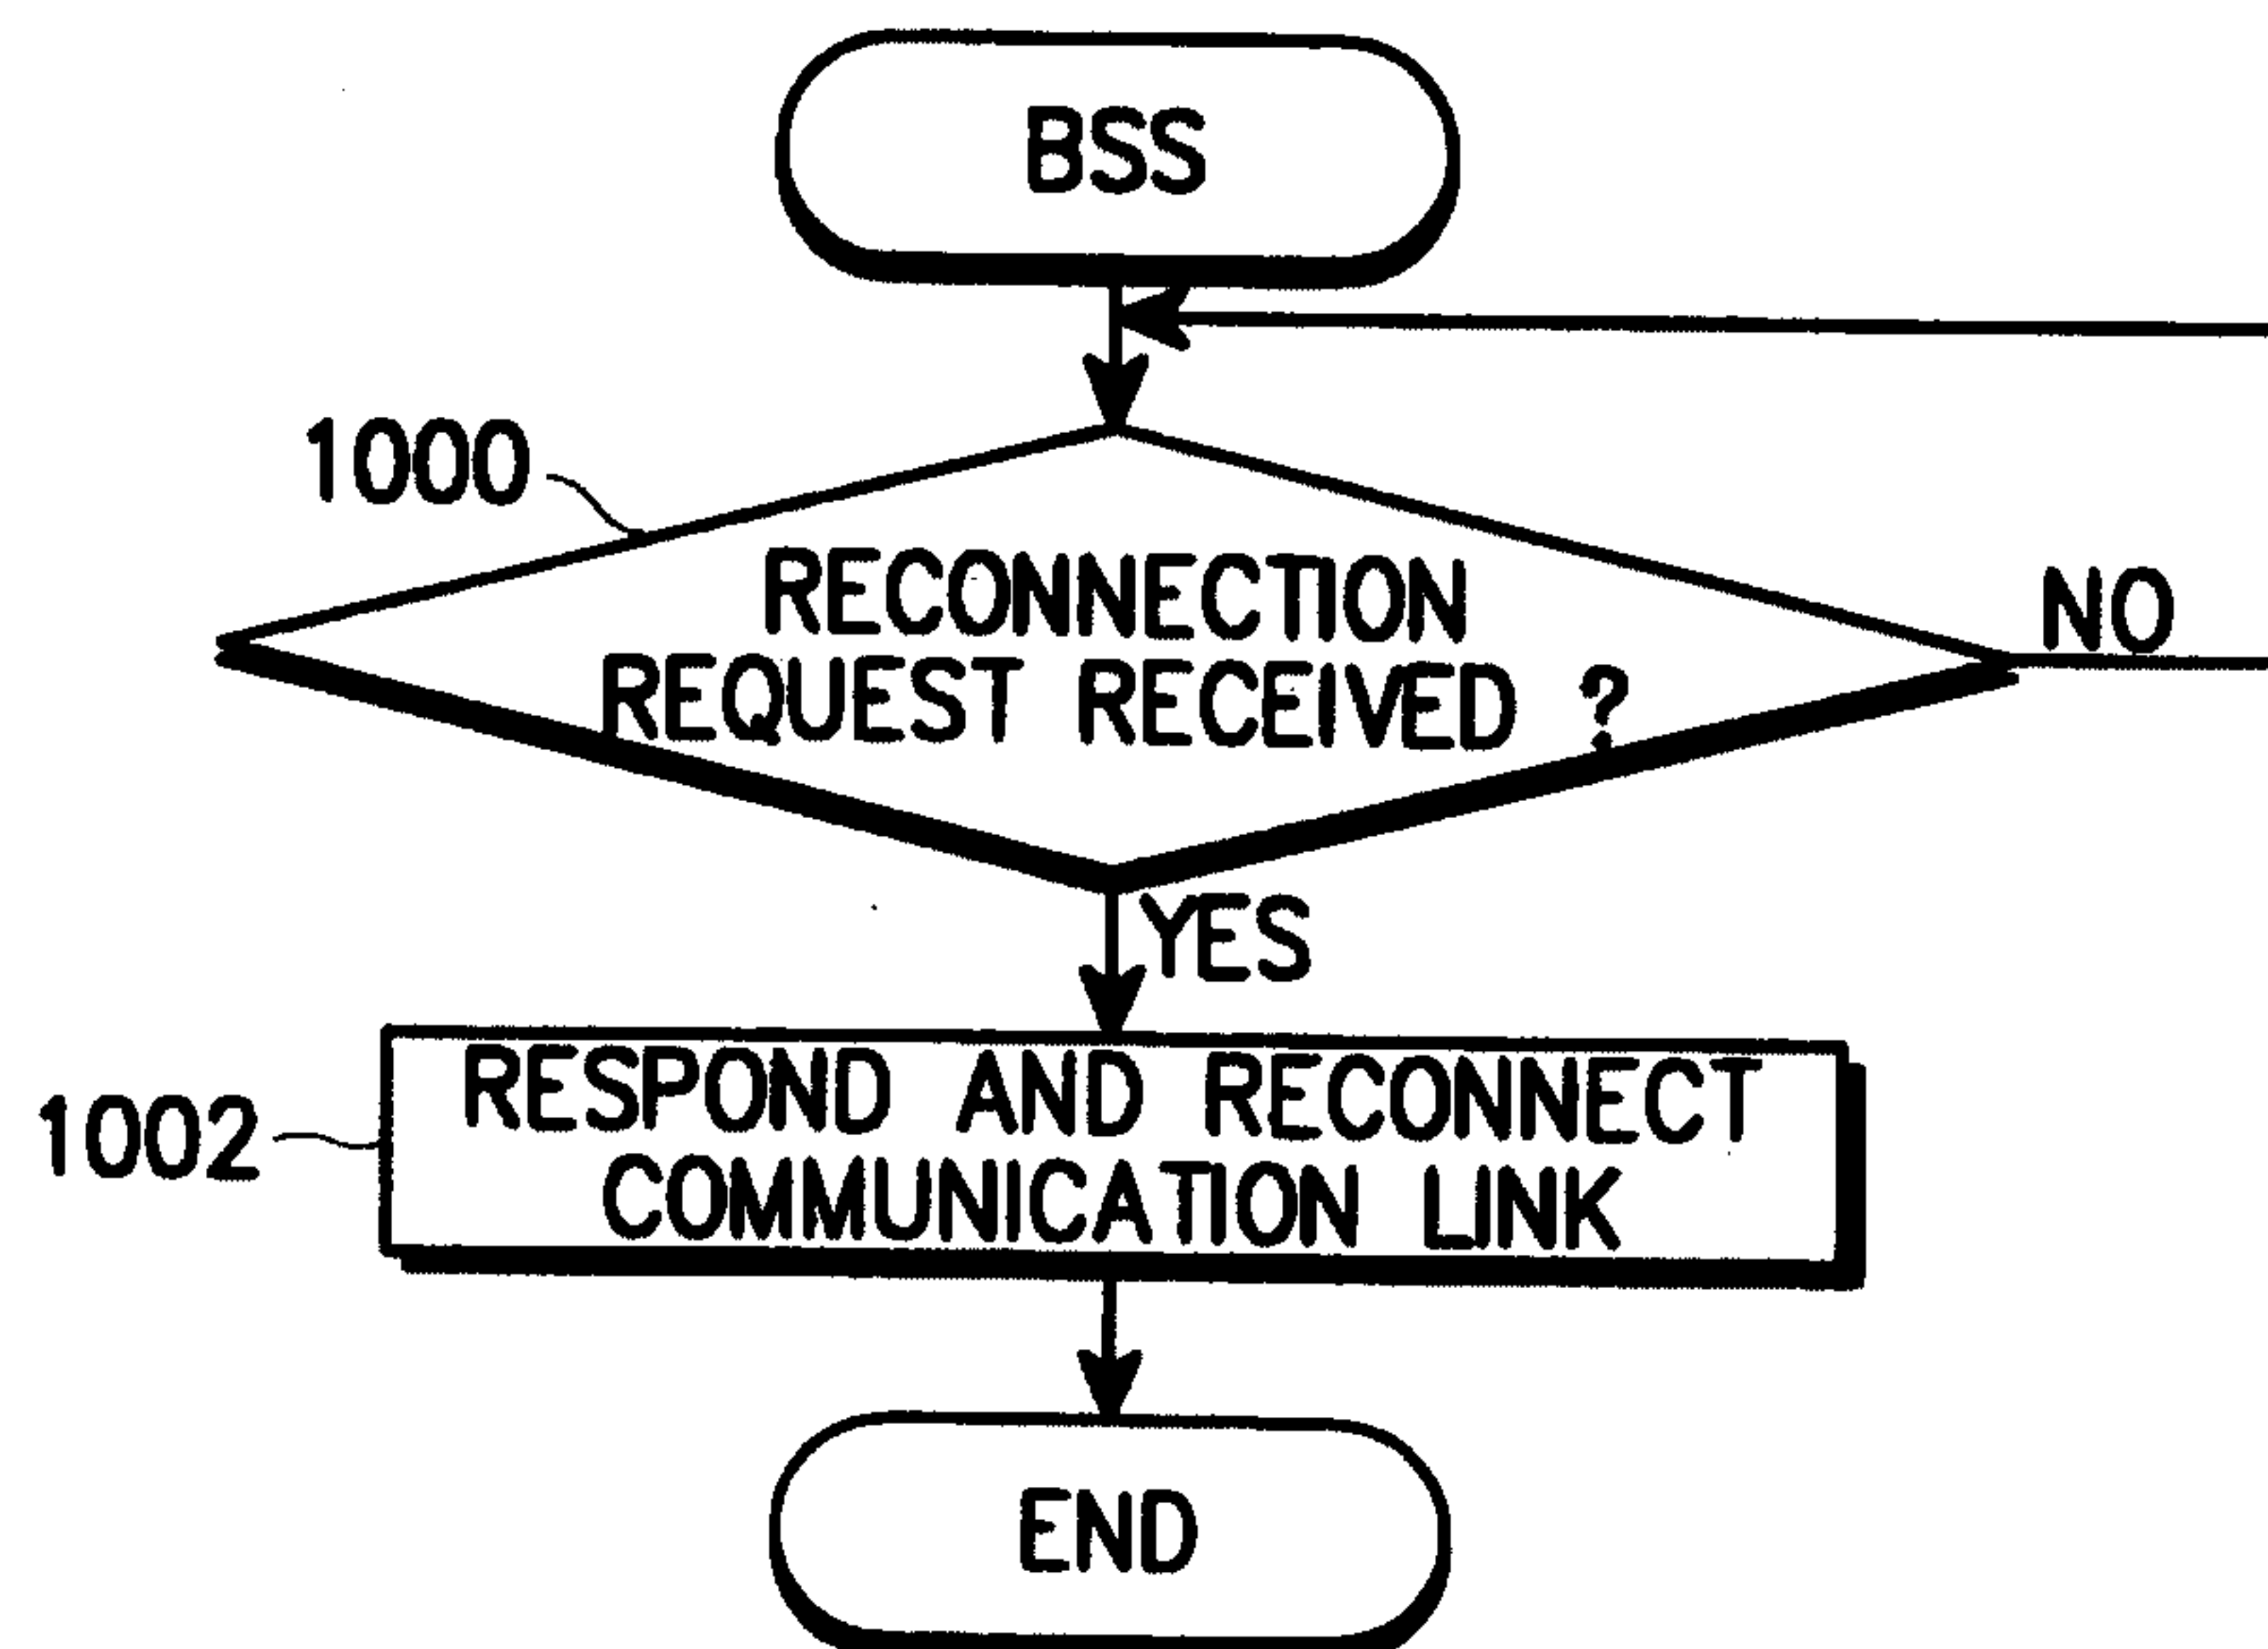 BSS
1000
RECONNECTION
REQUEST RECEIVED ?
NO
YES
1002
RESPOND AND RECONNECT
COMMUNICATION LINK
END